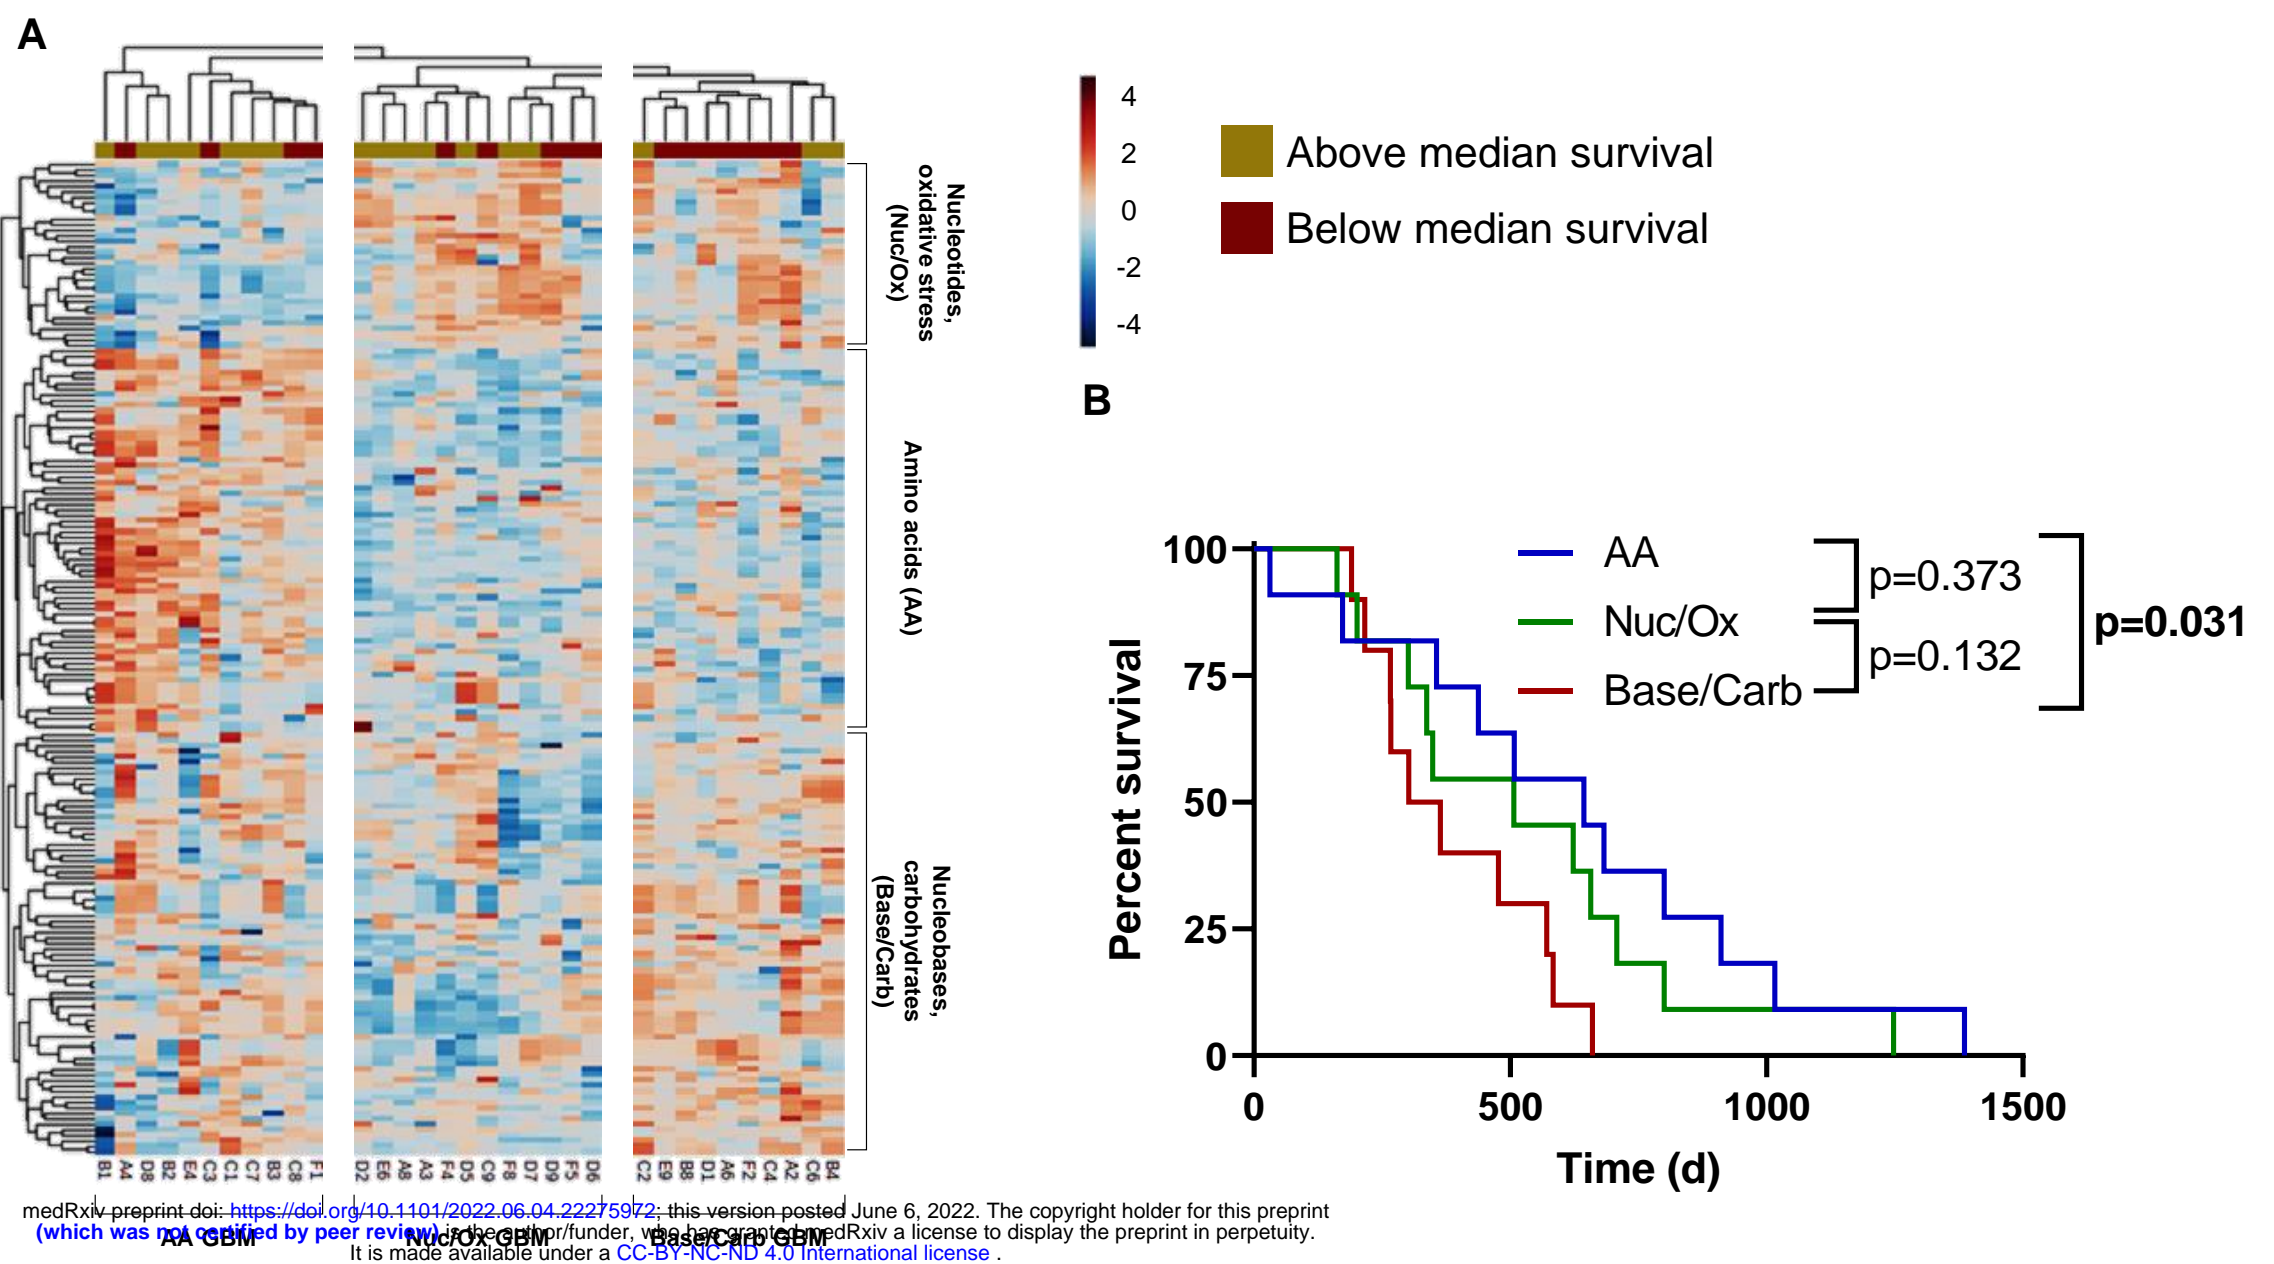 A
4
2
0
-2
-4
Above median survival
Below median survival
Nucleotides,
oxidative stress
(Nuc/Ox)
Amino acids (AA)
Nucleobases,
carbohydrates
(Base/Carb)
B1 A4 D8 B2 E4 C3 C1 C7 B3 C8 F1
D2 E6 A8 A3 F4 D5 C9 F8 D7 D9 F5 D6
C2 E9 B8 D1 A6 F2 C4 A2 C6 B4
AA GBM
Nuc/Ox GBM
Base/Carb GBM
B
100
75
50
25
0
Percent survival
AA
Nuc/Ox
Base/Carb
p=0.373
p=0.132
p=0.031
0 500 1000 1500
Time (d)
medRxiv preprint doi: https://doi.org/10.1101/2022.06.04.22275972; this version posted June 6, 2022. The copyright holder for this preprint
(which was not certified by peer review) is the author/funder, who has granted medRxiv a license to display the preprint in perpetuity.
It is made available under a CC-BY-NC-ND 4.0 International license .